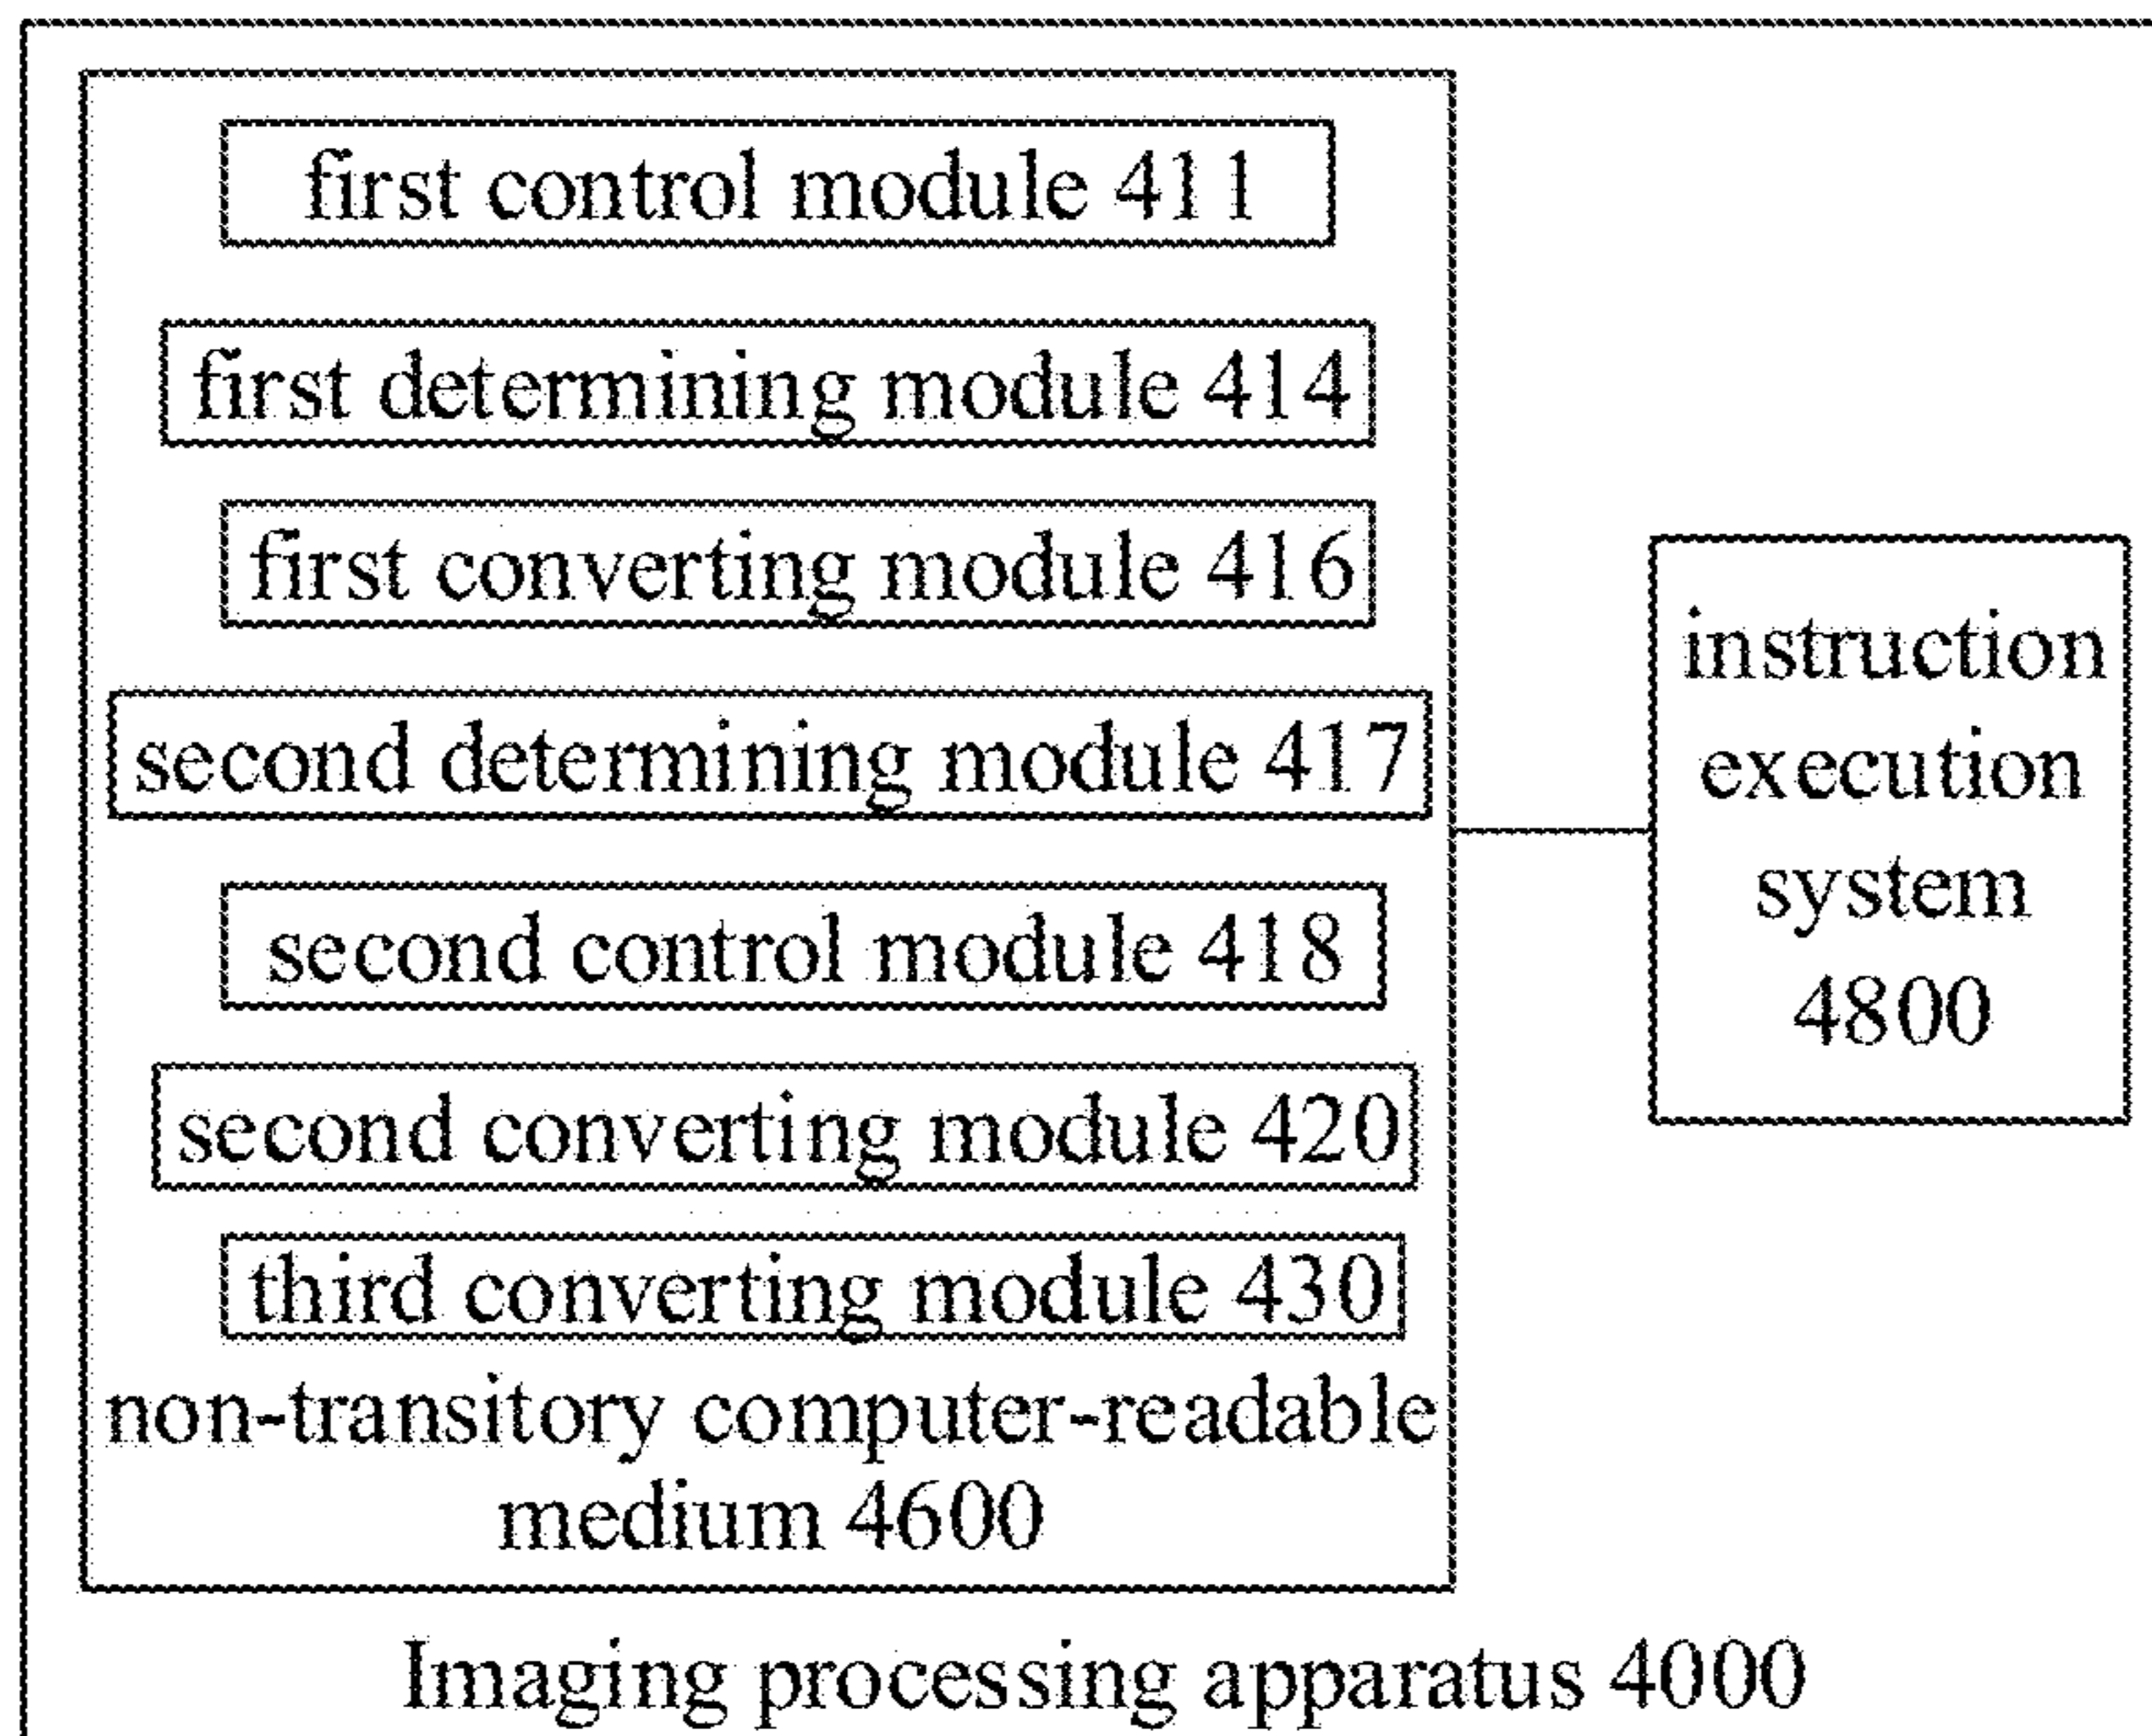 first control module 411
first determining module 414
first converting module 416
second determining module 417
second control module 418
second converting module 420
third converting module 430
non-transitory computer-readable
medium 4600
instruction
execution
system
4800
Imaging processing apparatus 4000